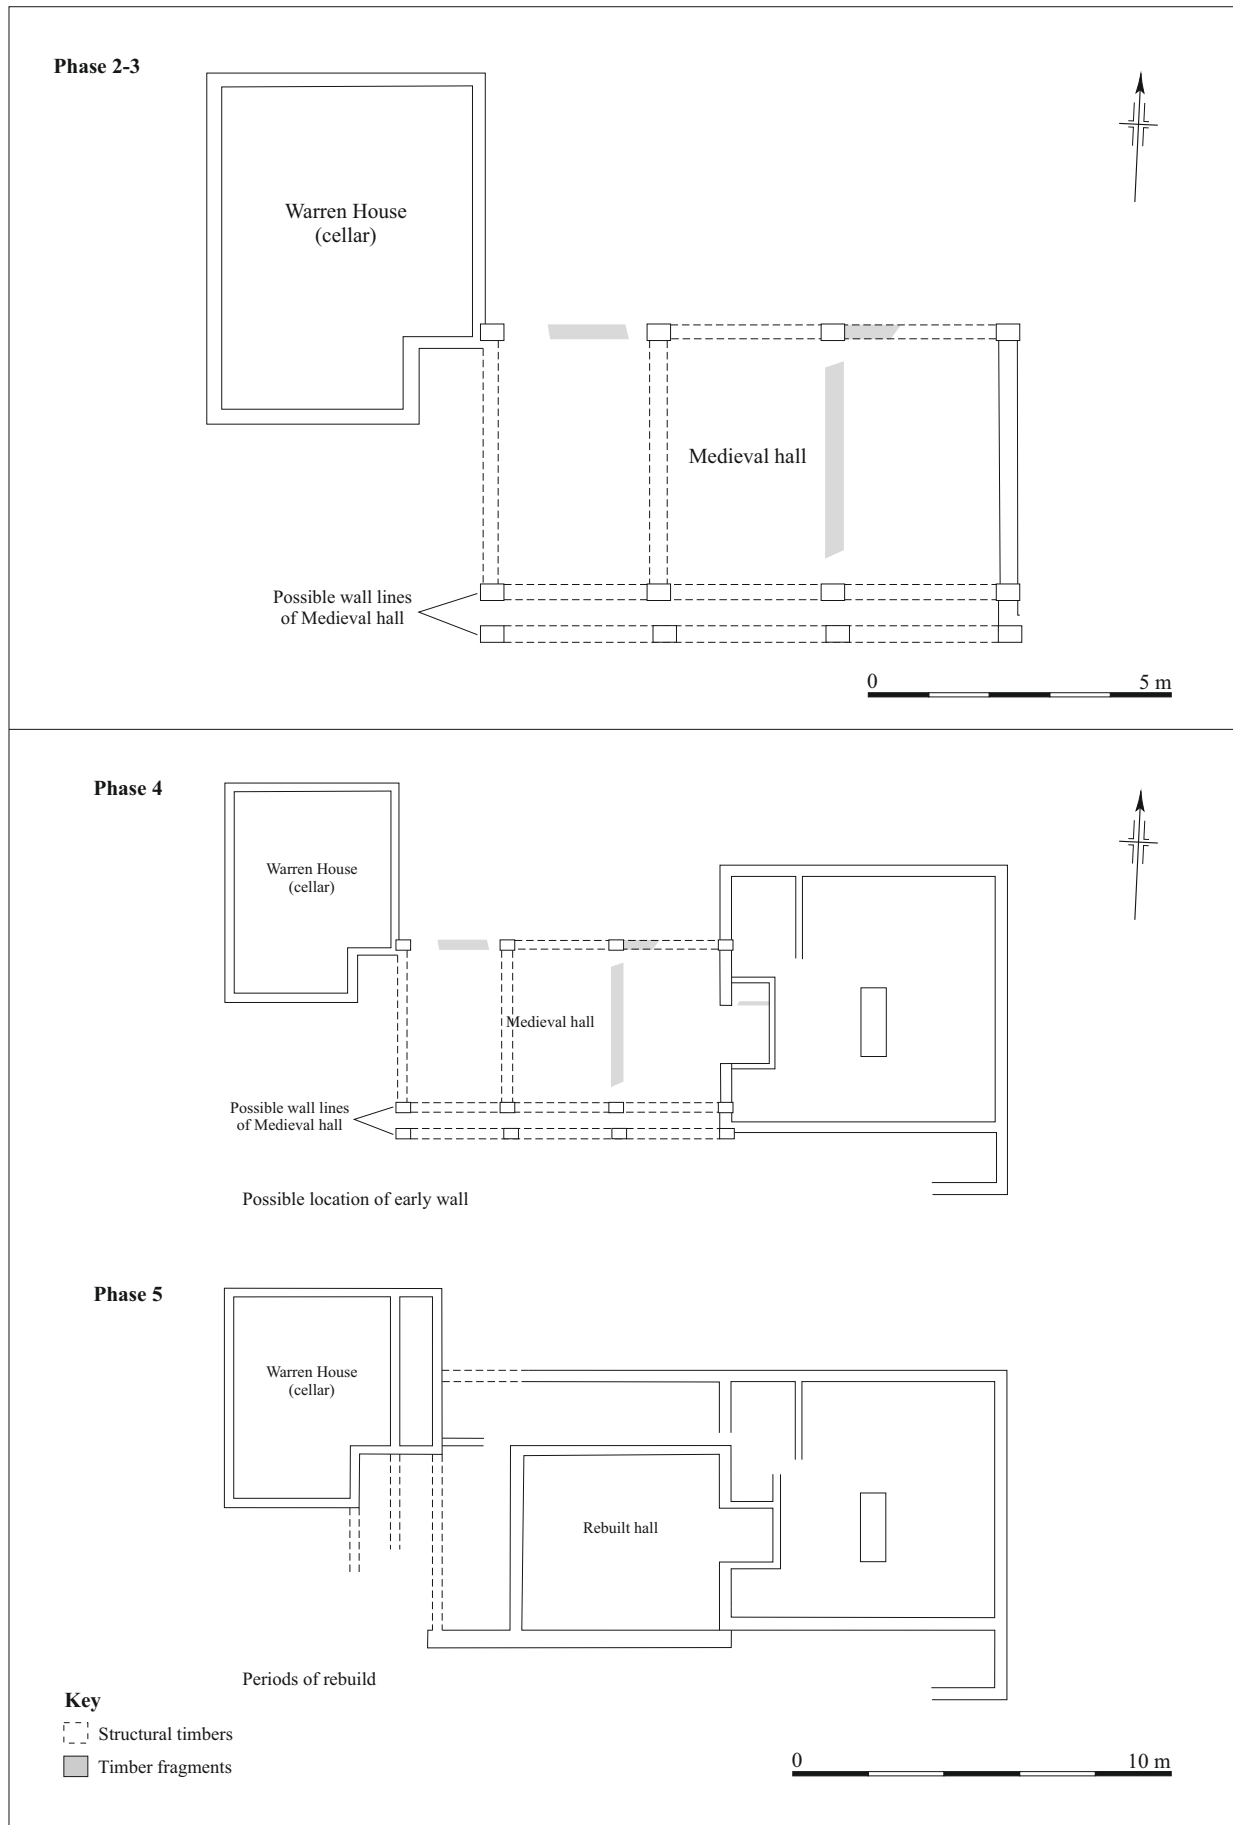 Phase 2-3
Warren House
(cellar)
Medieval hall
Possible wall lines
of Medieval hall
0
5 m
Phase 4
Warren House
(cellar)
Medieval hall
Possible wall lines
of Medieval hall
Possible location of early wall
Phase 5
Warren House
(cellar)
Rebuilt hall
Periods of rebuild
Key
Structural timbers
Timber fragments
0
10 m